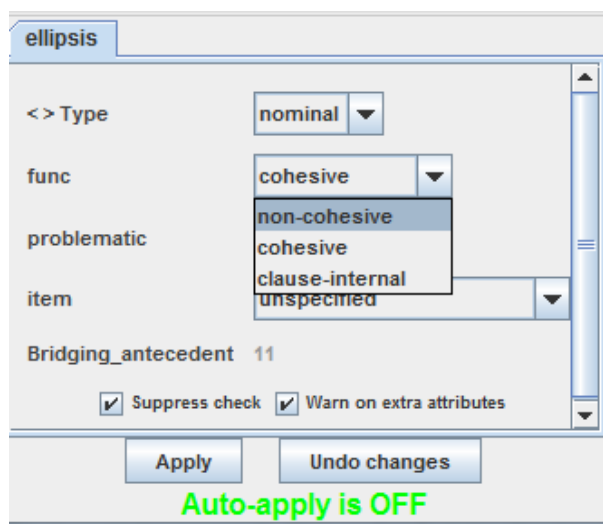 ellipsis
<> Type nominal
func cohesive
non-cohesive
problematic
cohesive
clause-internal
item unspecified
Bridging_antecedent 11
Suppress check Warn on extra attributes
Apply Undo changes
Auto-apply is OFF